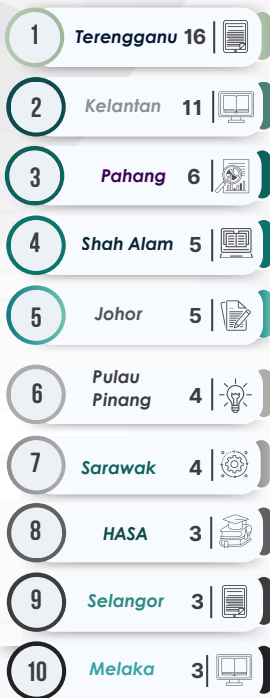 1 Terengganu 16
2 Kelantan 11
3 Pahang 6
4 Shah Alam 5
5 Johor 5
6 Pulau
Pinang 4
7 Sarawak 4
8 HASA 3
9 Selangor 3
10 Melaka 3